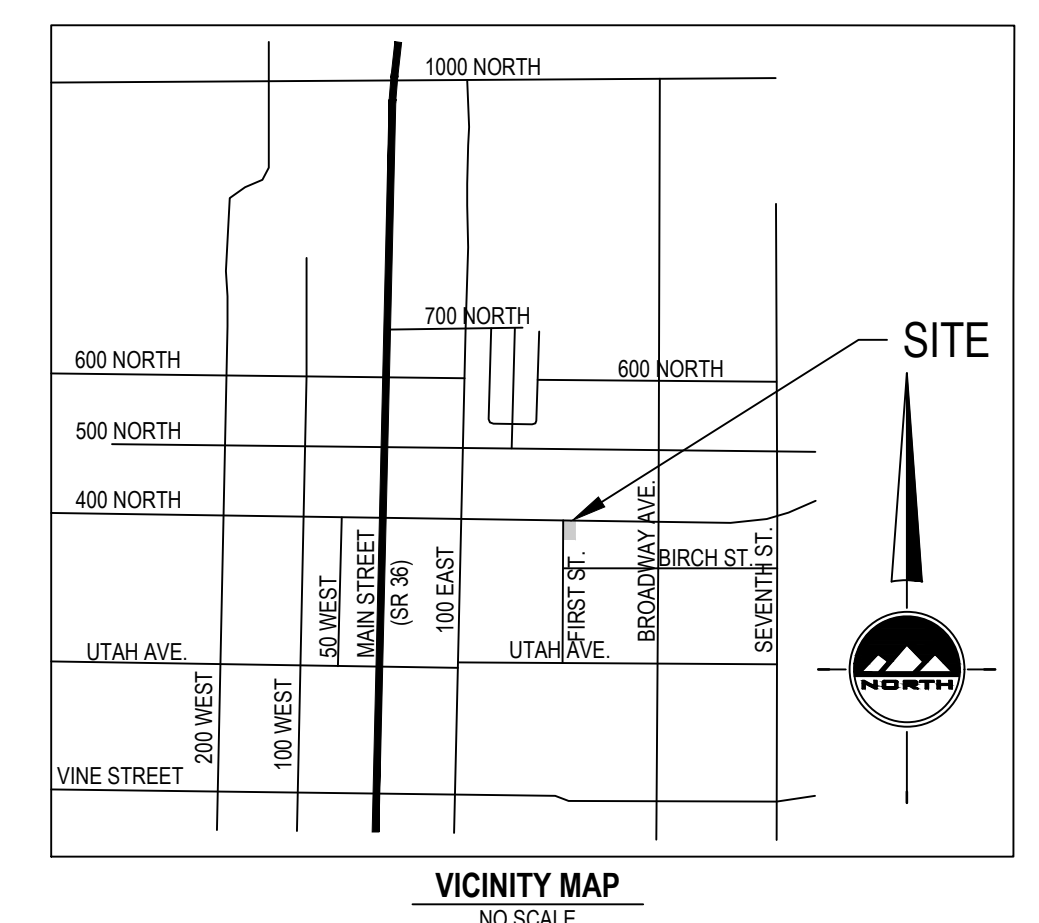 1000 NORTH
700 NORTH
SITE
600 NORTH
600 NORTH
500 NORTH
400 NORTH
50 WEST
MAIN STREET
(SR 36)
100 EAST
FIRST ST.
BROADWAY AVE.
BIRCH ST.
SEVENTH ST.
UTAH AVE.
UTAH AVE.
200 WEST
100 WEST
NORTH
VINE STREET
VICINITY MAP
NO SCALE